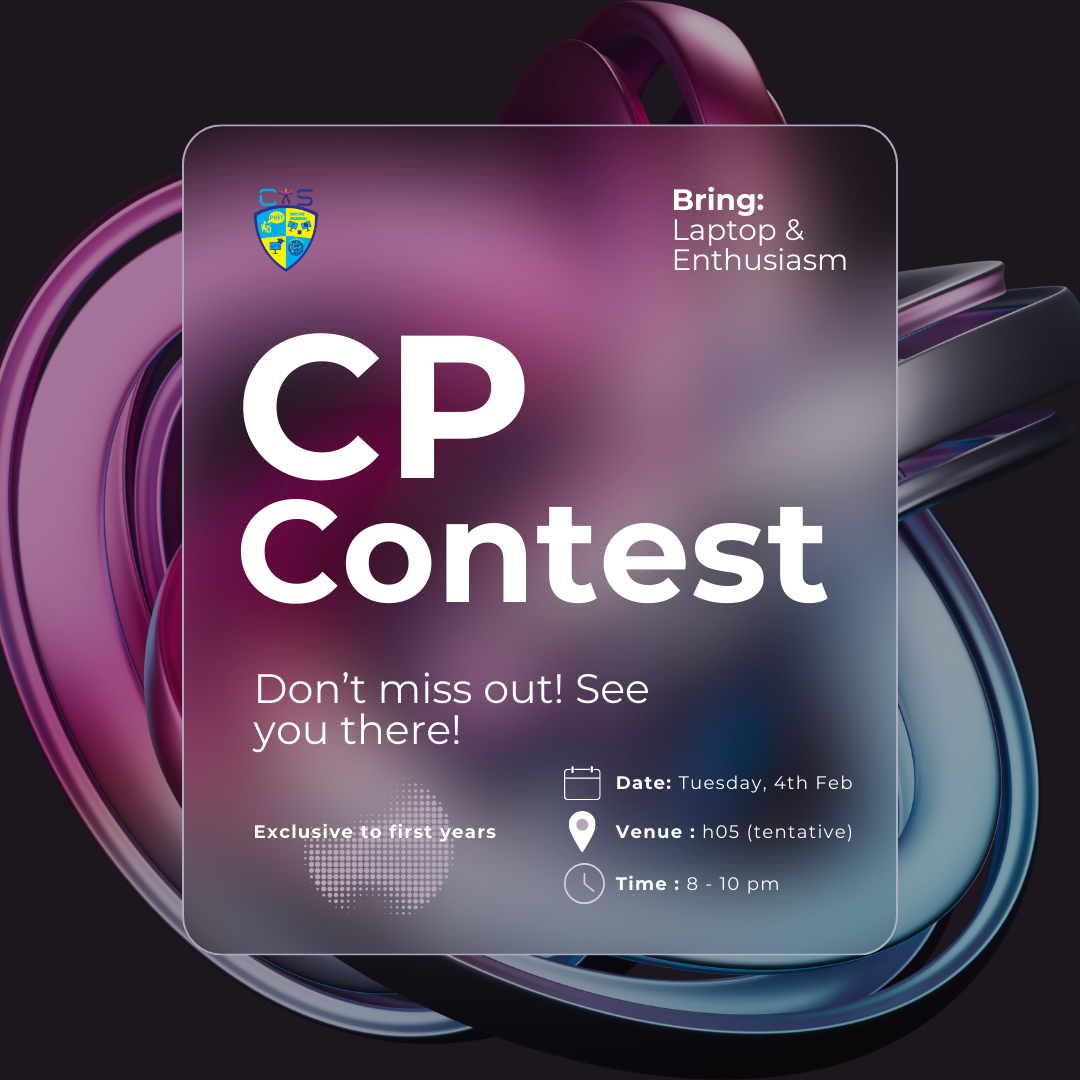 C S
Bring:
Laptop &
Enthusiasm
CP
Contest
Don't miss out! See
you there!
Exclusive to first years
Date: Tuesday, 4th Feb
Venue : h05 (tentative)
Time : 8 - 10 pm